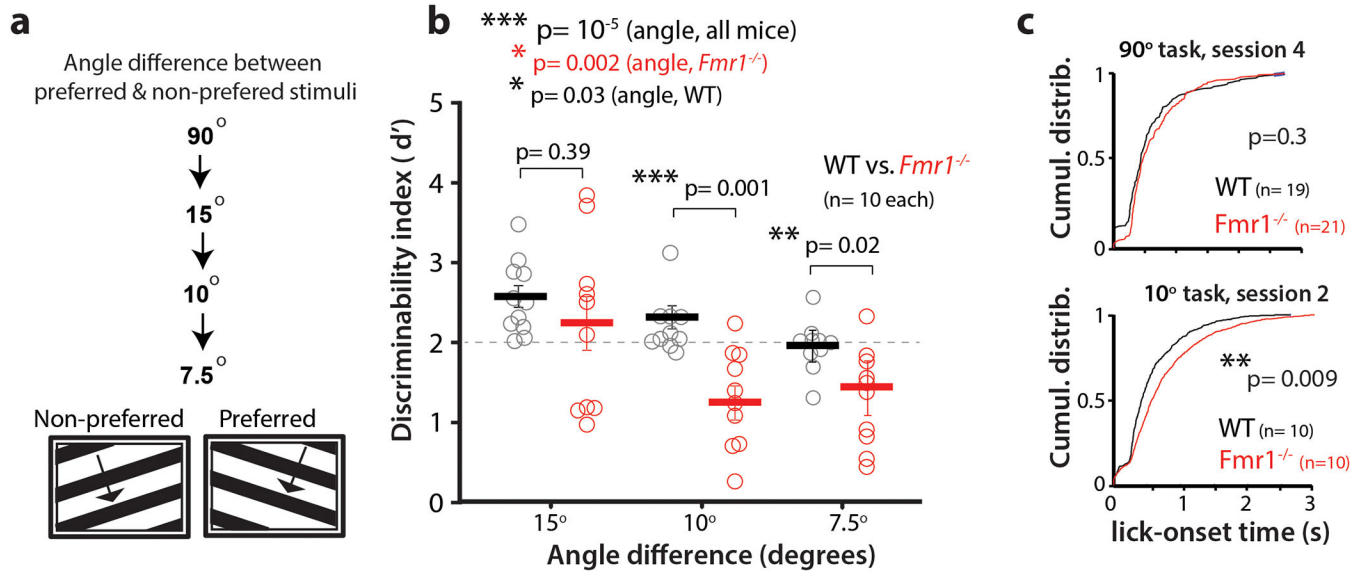 a
Angle difference between
preferred & non-prefered stimuli
90°
15°
10°
7.5°
Non-preferred
Preferred
b
*** p= 10⁻⁵ (angle, all mice)
* p= 0.002 (angle, Fmr1⁻/⁻)
* p= 0.03 (angle, WT)
Discriminability index ( d')
5
4
3
2
1
0
p= 0.39
*** p= 0.001
** p= 0.02
WT vs. Fmr1⁻/⁻
(n= 10 each)
15°
10°
7.5°
Angle difference (degrees)
c
90° task, session 4
Cumul. distrib.
1
0.5
0
p=0.3
WT (n= 19)
Fmr1⁻/⁻ (n=21)
10° task, session 2
Cumul. distrib.
1
0.5
0
**
p= 0.009
WT (n= 10)
Fmr1⁻/⁻ (n=10)
0
1
2
3
lick-onset time (s)